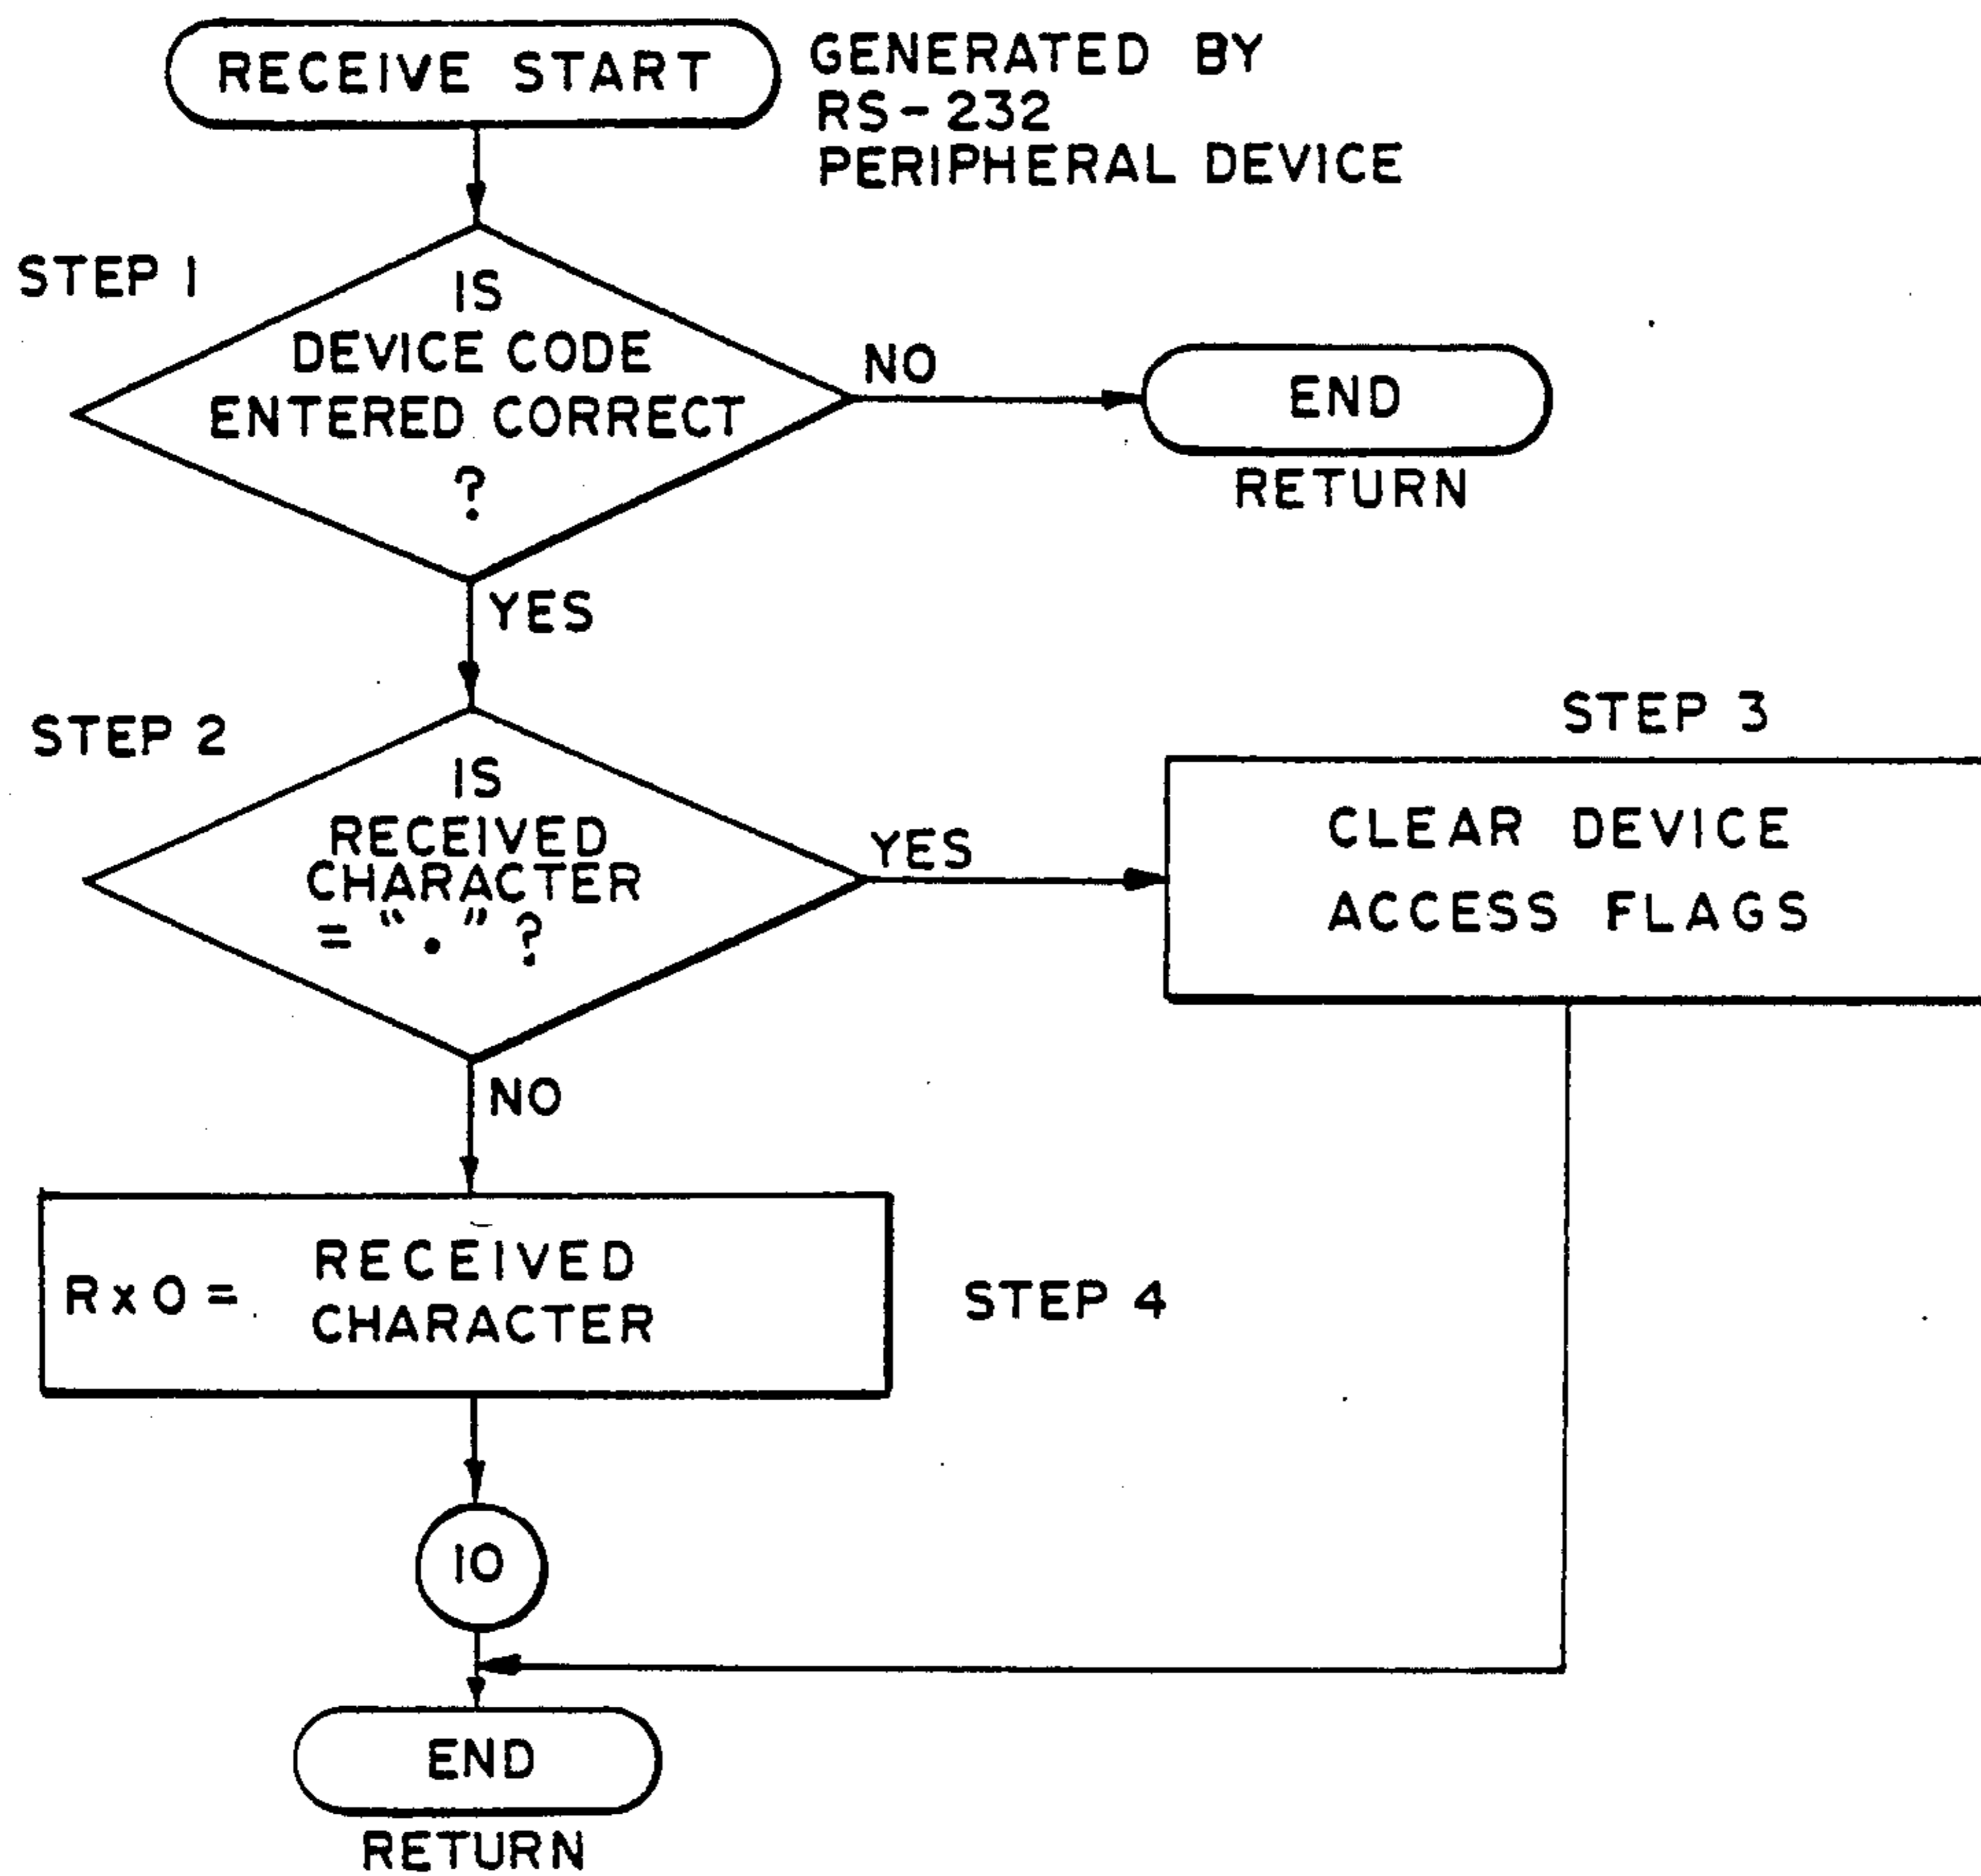 RECEIVE START
GENERATED BY
RS-232
PERIPHERAL DEVICE
STEP 1
IS
DEVICE CODE
ENTERED CORRECT
?
NO
END
RETURN
YES
STEP 2
IS
RECEIVED
CHARACTER
= “ . ” ?
YES
STEP 3
CLEAR DEVICE
ACCESS FLAGS
NO
RxO =
RECEIVED
CHARACTER
STEP 4
10
END
RETURN